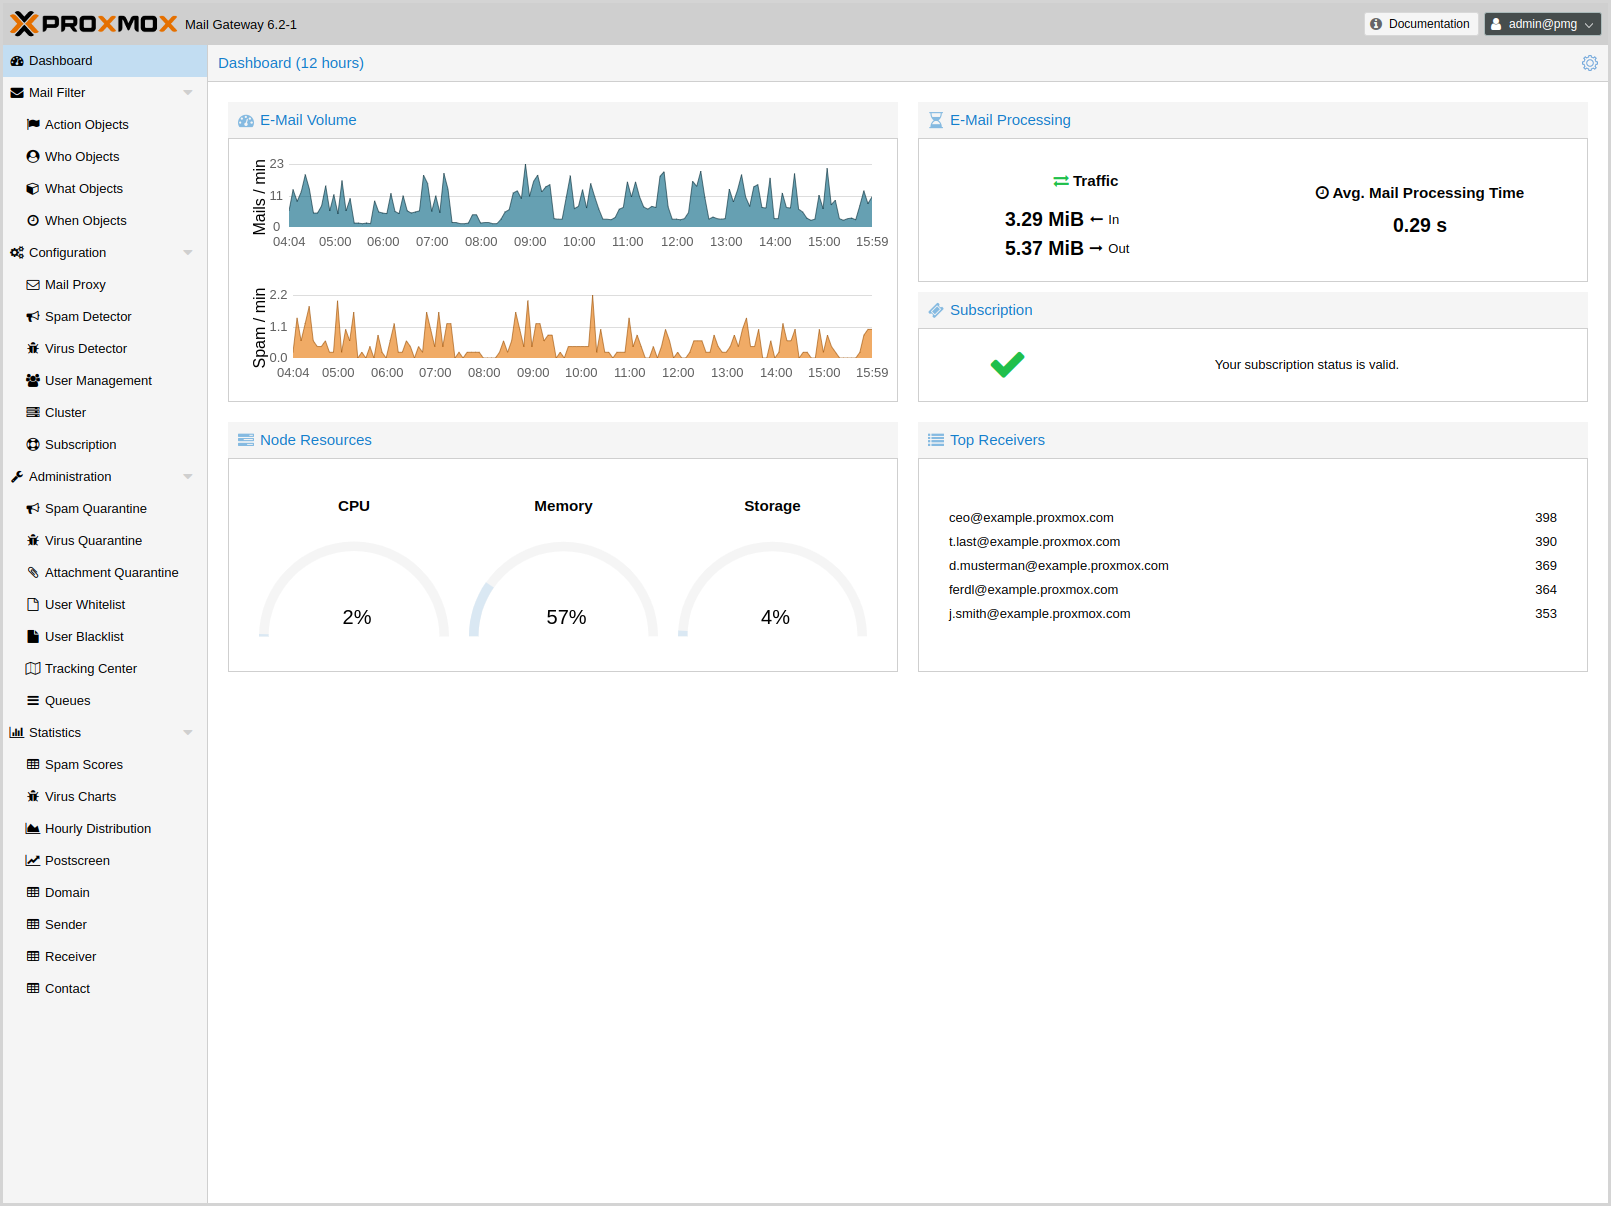 PROXMOX Mail Gateway 6.2-1
Documentation
admin@pmg
Dashboard
Mail Filter
Action Objects
Who Objects
What Objects
When Objects
Configuration
Mail Proxy
Spam Detector
Virus Detector
User Management
Cluster
Subscription
Administration
Spam Quarantine
Virus Quarantine
Attachment Quarantine
User Whitelist
User Blacklist
Tracking Center
Queues
Statistics
Spam Scores
Virus Charts
Hourly Distribution
Postscreen
Domain
Sender
Receiver
Contact
Dashboard (12 hours)
E-Mail Volume
Mails / min
23
11
0
04:04 05:00 06:00 07:00 08:00 09:00 10:00 11:00 12:00 13:00 14:00 15:00 15:59
Spam / min
2.2
1.1
0.0
04:04 05:00 06:00 07:00 08:00 09:00 10:00 11:00 12:00 13:00 14:00 15:00 15:59
E-Mail Processing
Traffic
3.29 MiB In
5.37 MiB Out
Avg. Mail Processing Time
0.29 s
Subscription
Your subscription status is valid.
Node Resources
CPU Memory Storage
2% 57% 4%
Top Receivers
ceo@example.proxmox.com 398
t.last@example.proxmox.com 390
d.musterman@example.proxmox.com 369
ferdl@example.proxmox.com 364
j.smith@example.proxmox.com 353